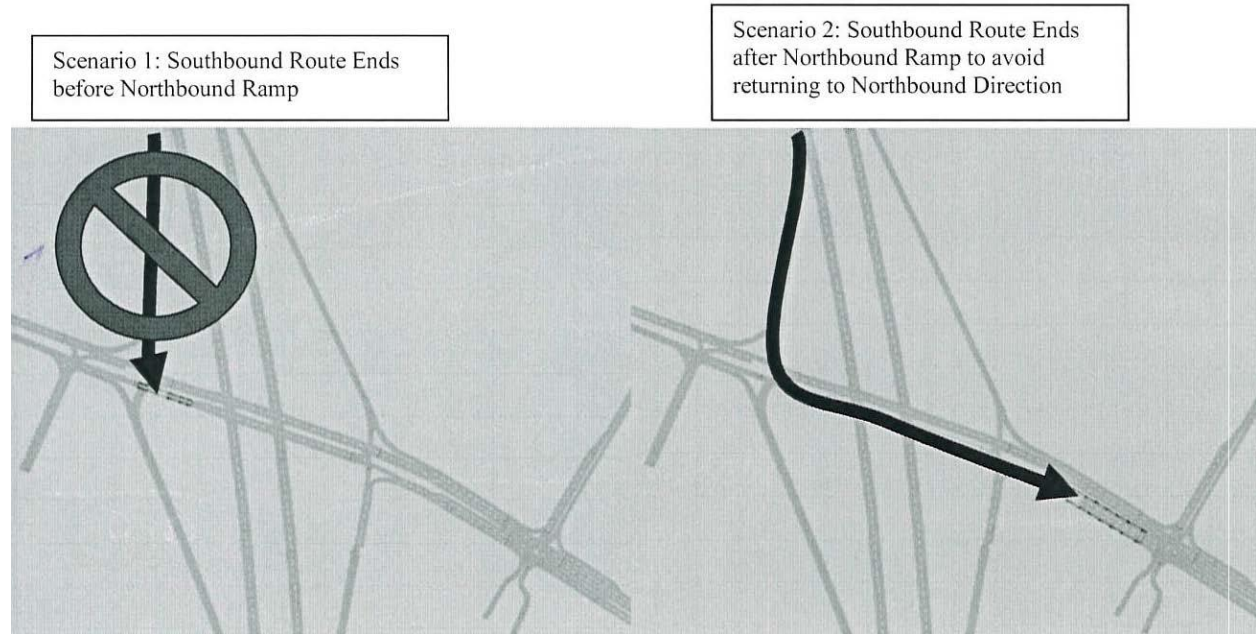 Scenario 1: Southbound Route Ends
before Northbound Ramp
Scenario 2: Southbound Route Ends
after Northbound Ramp to avoid
returning to Northbound Direction